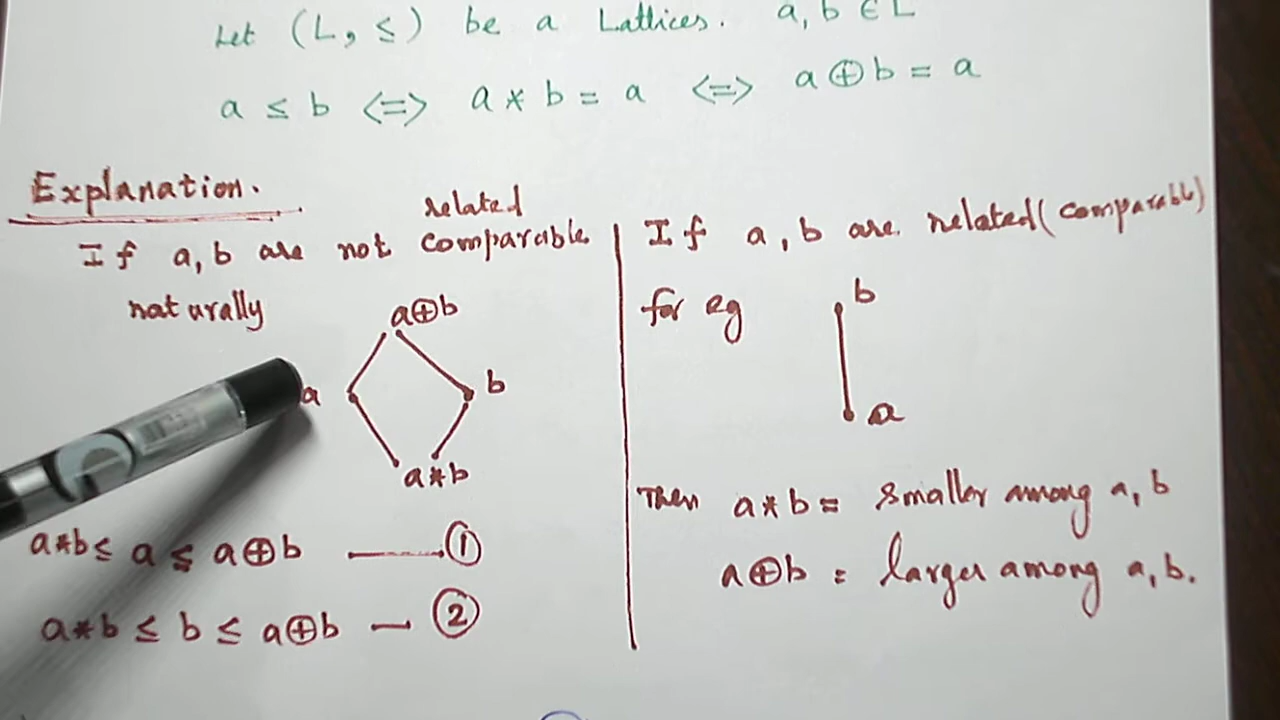 Let (L, ≤) be a Lattices. a, b ∈ L
a ≤ b <=> a * b = a <=> a ⊕ b = a
Explanation.
related
If a, b are not comparable
naturally
a⊕b
a
b
a*b
a*b ≤ a ≤ a⊕b —— ①
a*b ≤ b ≤ a⊕b — ②
If a, b are related (comparable)
for eg
b
a
Then a*b = smaller among a, b
a⊕b = larger among a, b.